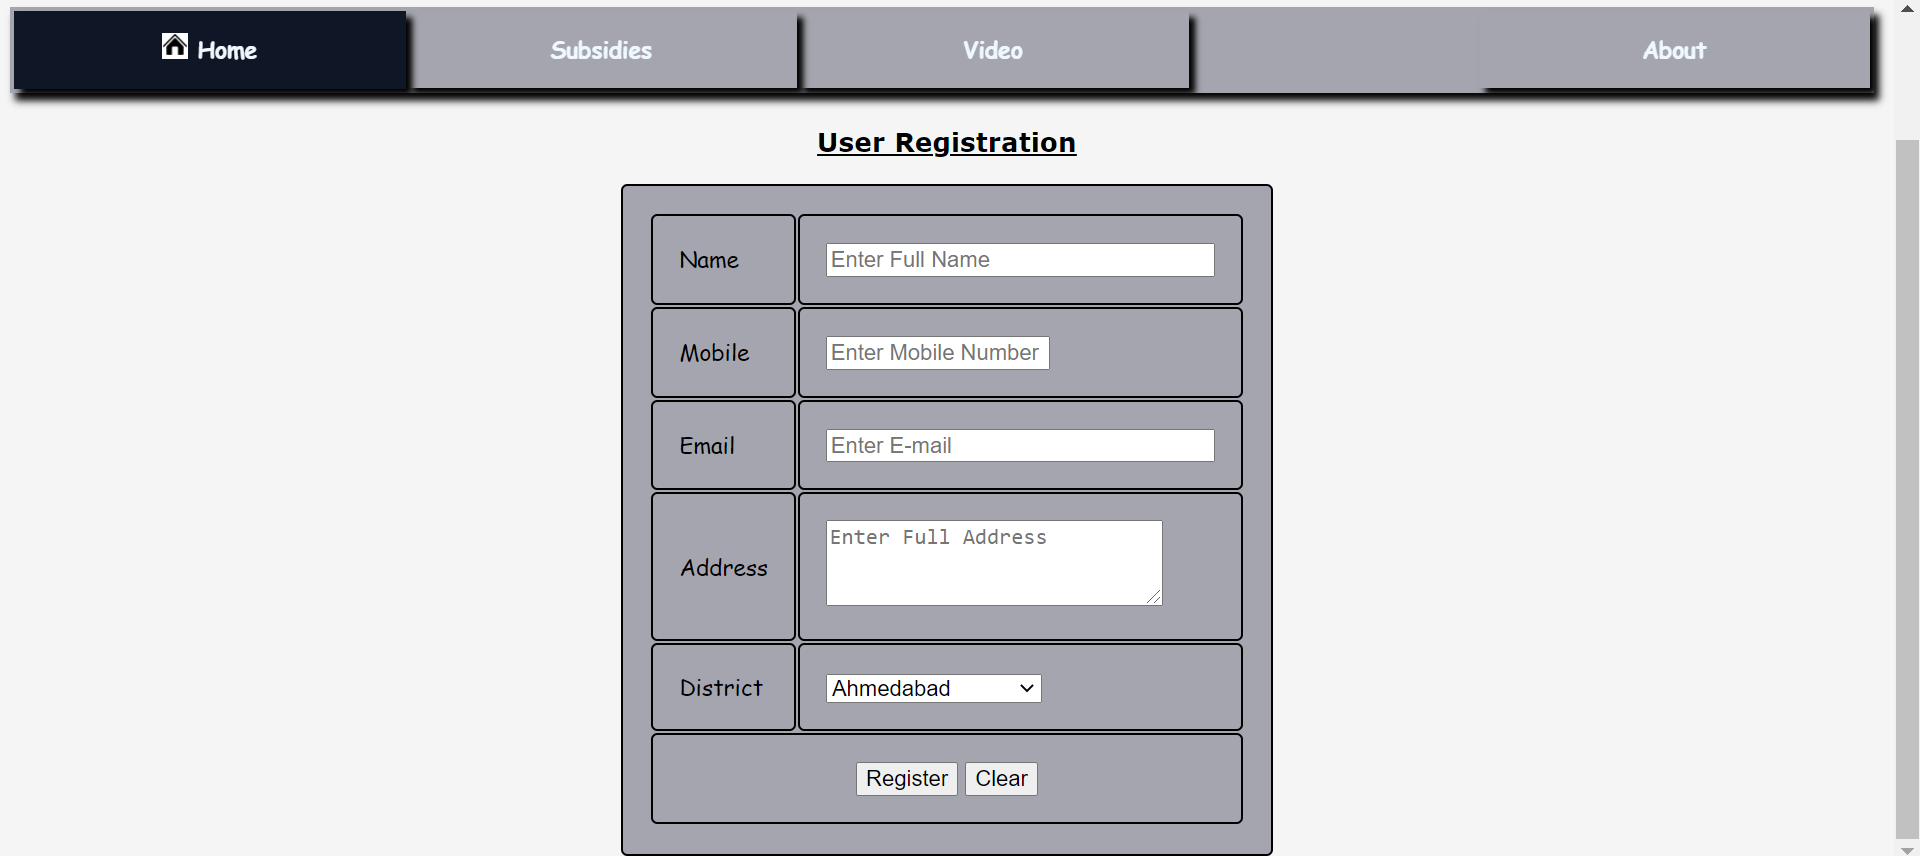 Home Subsidies Video About
User Registration
Name Enter Full Name
Mobile Enter Mobile Number
Email Enter E-mail
Address Enter Full Address
District Ahmedabad
Register Clear